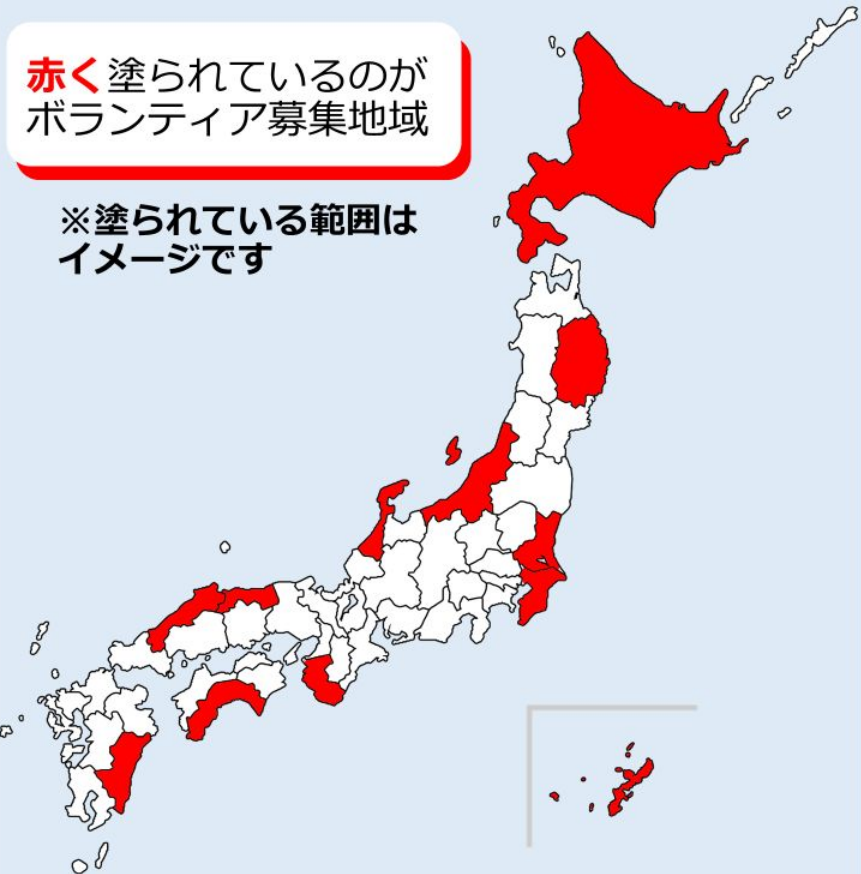 赤く塗られているのが
ボランティア募集地域
※塗られている範囲は
イメージです